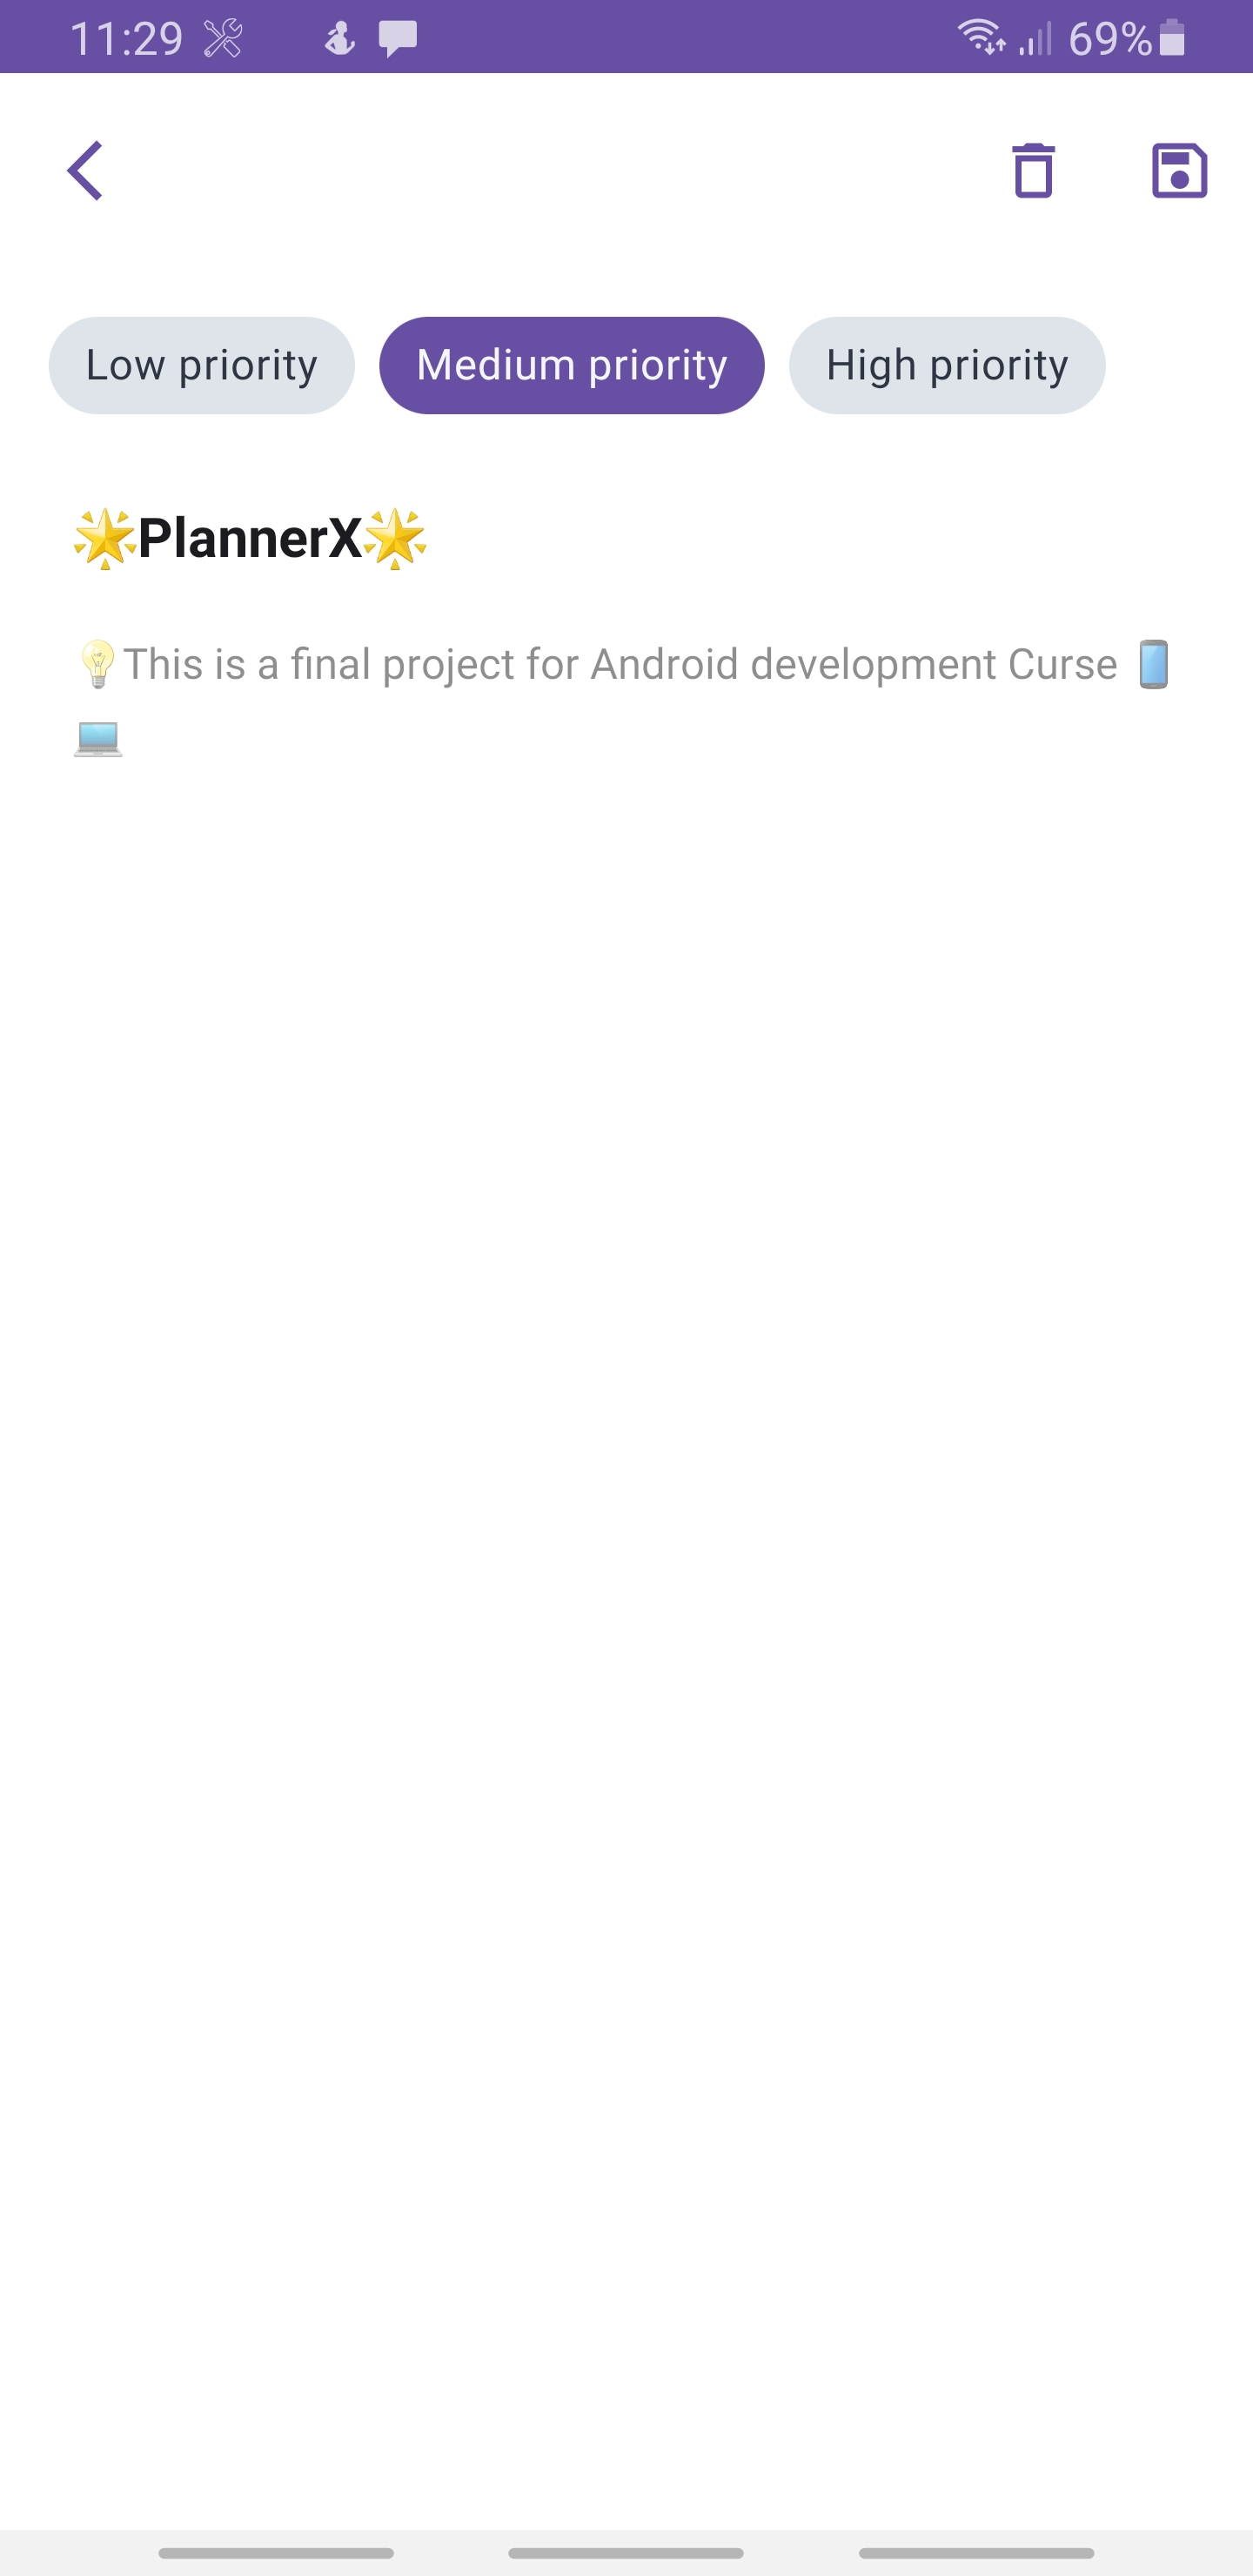 11:29 69%
Low priority Medium priority High priority
🌟PlannerX🌟
💡This is a final project for Android development Curse 📱
💻